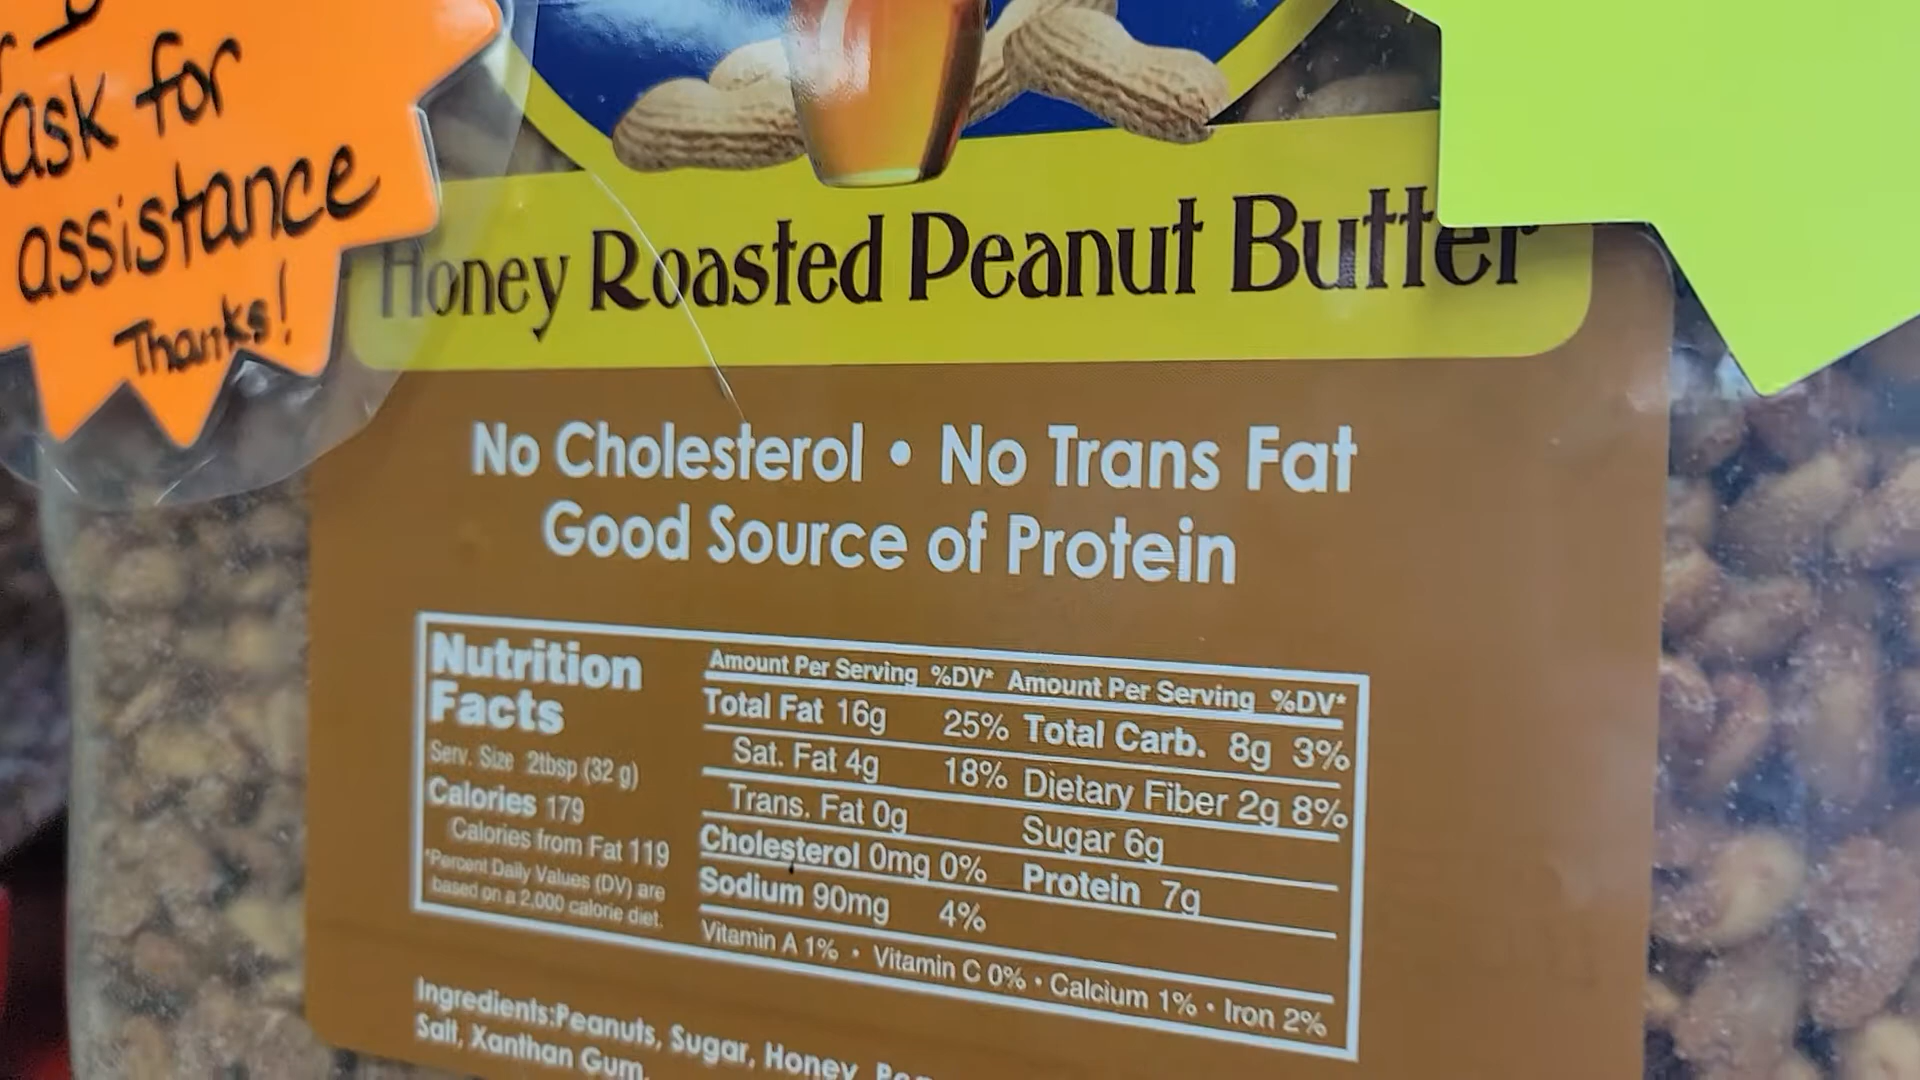 ask for
assistance
Thanks!
Honey Roasted Peanut Butter
No Cholesterol • No Trans Fat
Good Source of Protein
Nutrition
Facts
Serv. Size 2tbsp (32 g)
Calories 179
Calories from Fat 119
*Percent Daily Values (DV) are
based on a 2,000 calorie diet.
Amount Per Serving %DV* Amount Per Serving %DV*
Total Fat 16g 25% Total Carb. 8g 3%
Sat. Fat 4g 18% Dietary Fiber 2g 8%
Trans. Fat 0g Sugar 6g
Cholesterol 0mg 0% Protein 7g
Sodium 90mg 4%
Vitamin A 1% • Vitamin C 0% • Calcium 1% • Iron 2%
Ingredients:Peanuts, Sugar, Honey,
Salt, Xanthan Gum.